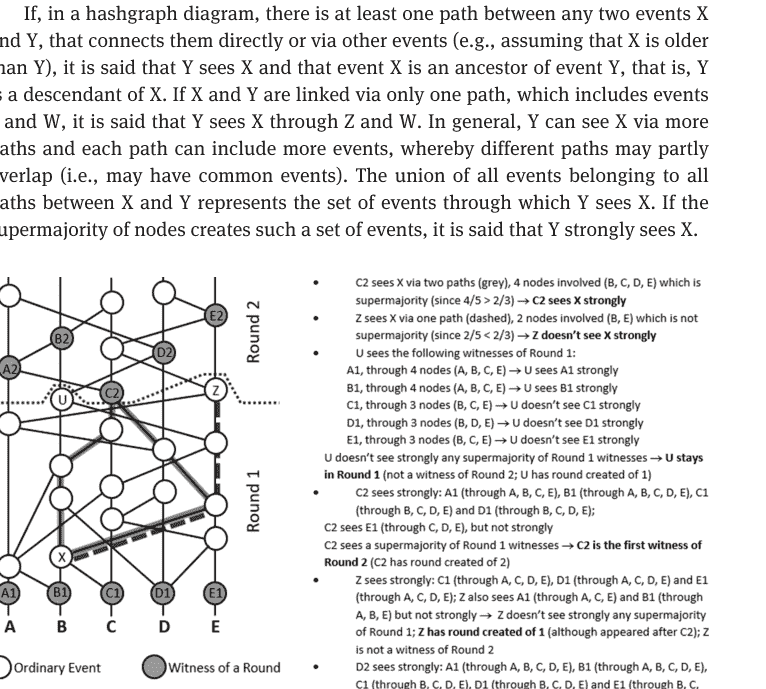 If, in a hashgraph diagram, there is at least one path between any two events X
nd Y, that connects them directly or via other events (e.g., assuming that X is older
han Y), it is said that Y sees X and that event X is an ancestor of event Y, that is, Y
s a descendant of X. If X and Y are linked via only one path, which includes events
and W, it is said that Y sees X through Z and W. In general, Y can see X via more
aths and each path can include more events, whereby different paths may partly
verlap (i.e., may have common events). The union of all events belonging to all
aths between X and Y represents the set of events through which Y sees X. If the
upermajority of nodes creates such a set of events, it is said that Y strongly sees X.
E2
B2
D2
A2
Round 2
U
C2
Z
Round 1
X
A1
B1
C1
D1
E1
A
B
C
D
E
Ordinary Event
Witness of a Round
• C2 sees X via two paths (grey), 4 nodes involved (B, C, D, E) which is
supermajority (since 4/5 > 2/3) → C2 sees X strongly
• Z sees X via one path (dashed), 2 nodes involved (B, E) which is not
supermajority (since 2/5 < 2/3) → Z doesn't see X strongly
• U sees the following witnesses of Round 1:
A1, through 4 nodes (A, B, C, E) → U sees A1 strongly
B1, through 4 nodes (A, B, C, E) → U sees B1 strongly
C1, through 3 nodes (B, C, E) → U doesn't see C1 strongly
D1, through 3 nodes (B, D, E) → U doesn't see D1 strongly
E1, through 3 nodes (B, C, E) → U doesn't see E1 strongly
U doesn't see strongly any supermajority of Round 1 witnesses → U stays
in Round 1 (not a witness of Round 2; U has round created of 1)
• C2 sees strongly: A1 (through A, B, C, E), B1 (through A, B, C, D, E), C1
(through B, C, D, E) and D1 (through B, C, D, E);
C2 sees E1 (through C, D, E), but not strongly
C2 sees a supermajority of Round 1 witnesses → C2 is the first witness of
Round 2 (C2 has round created of 2)
• Z sees strongly: C1 (through A, C, D, E), D1 (through A, C, D, E) and E1
(through A, C, D, E); Z also sees A1 (through A, C, E) and B1 (through
A, B, E) but not strongly → Z doesn't see strongly any supermajority
of Round 1; Z has round created of 1 (although appeared after C2); Z
is not a witness of Round 2
• D2 sees strongly: A1 (through A, B, C, D, E), B1 (through A, B, C, D, E),
C1 (through B, C, D, E), D1 (through B, C, D, E) and E1 (through B, C,